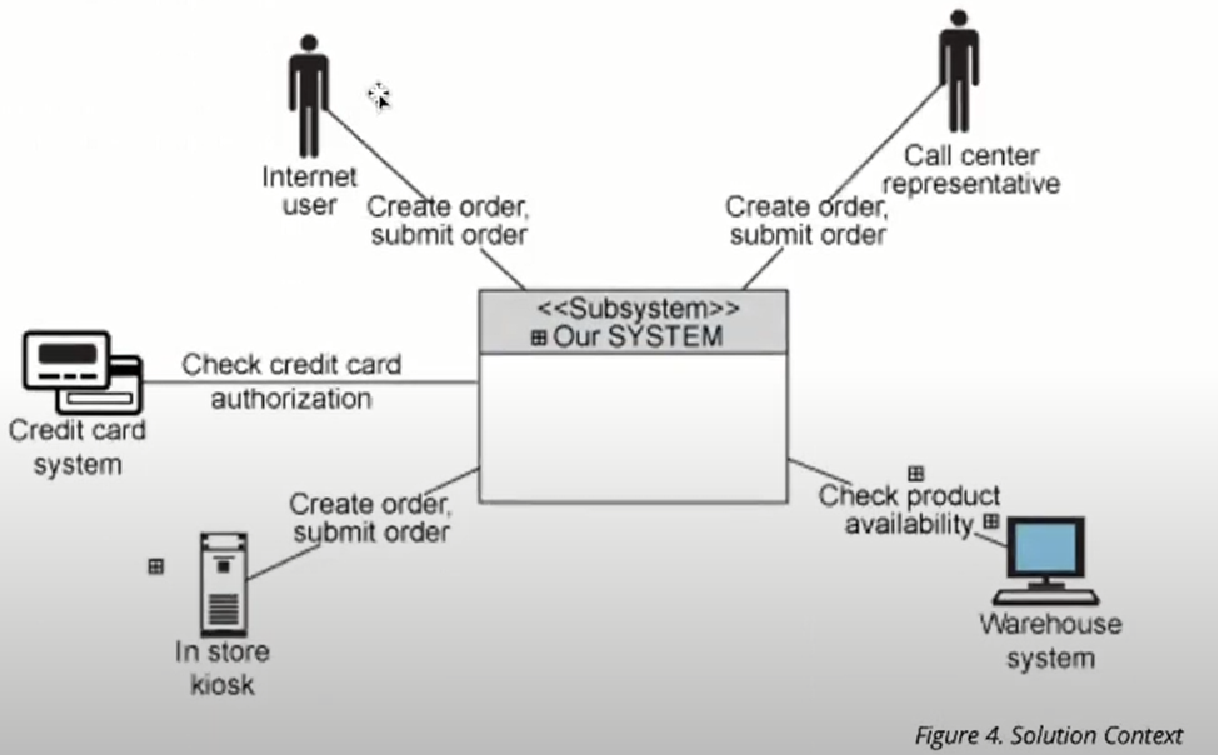 Internet
user
Call center
representative
Create order,
submit order
Create order,
submit order
<<Subsystem>>
Our SYSTEM
Check credit card
authorization
Credit card
system
Create order,
submit order
Check product
availability
In store
kiosk
Warehouse
system
Figure 4. Solution Context